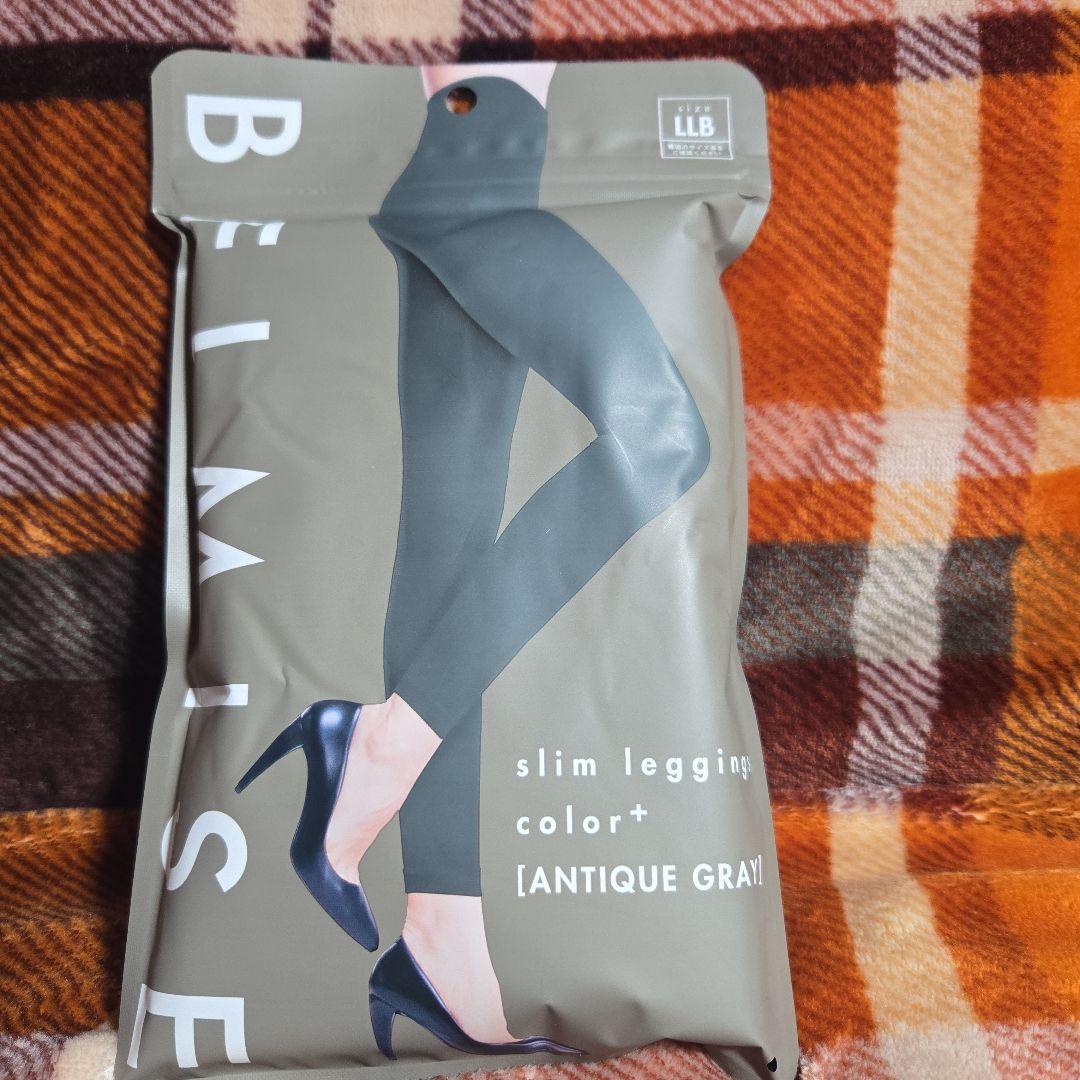 BELMISE
size
LLB
slim leggings
color+
[ANTIQUE GRAY]